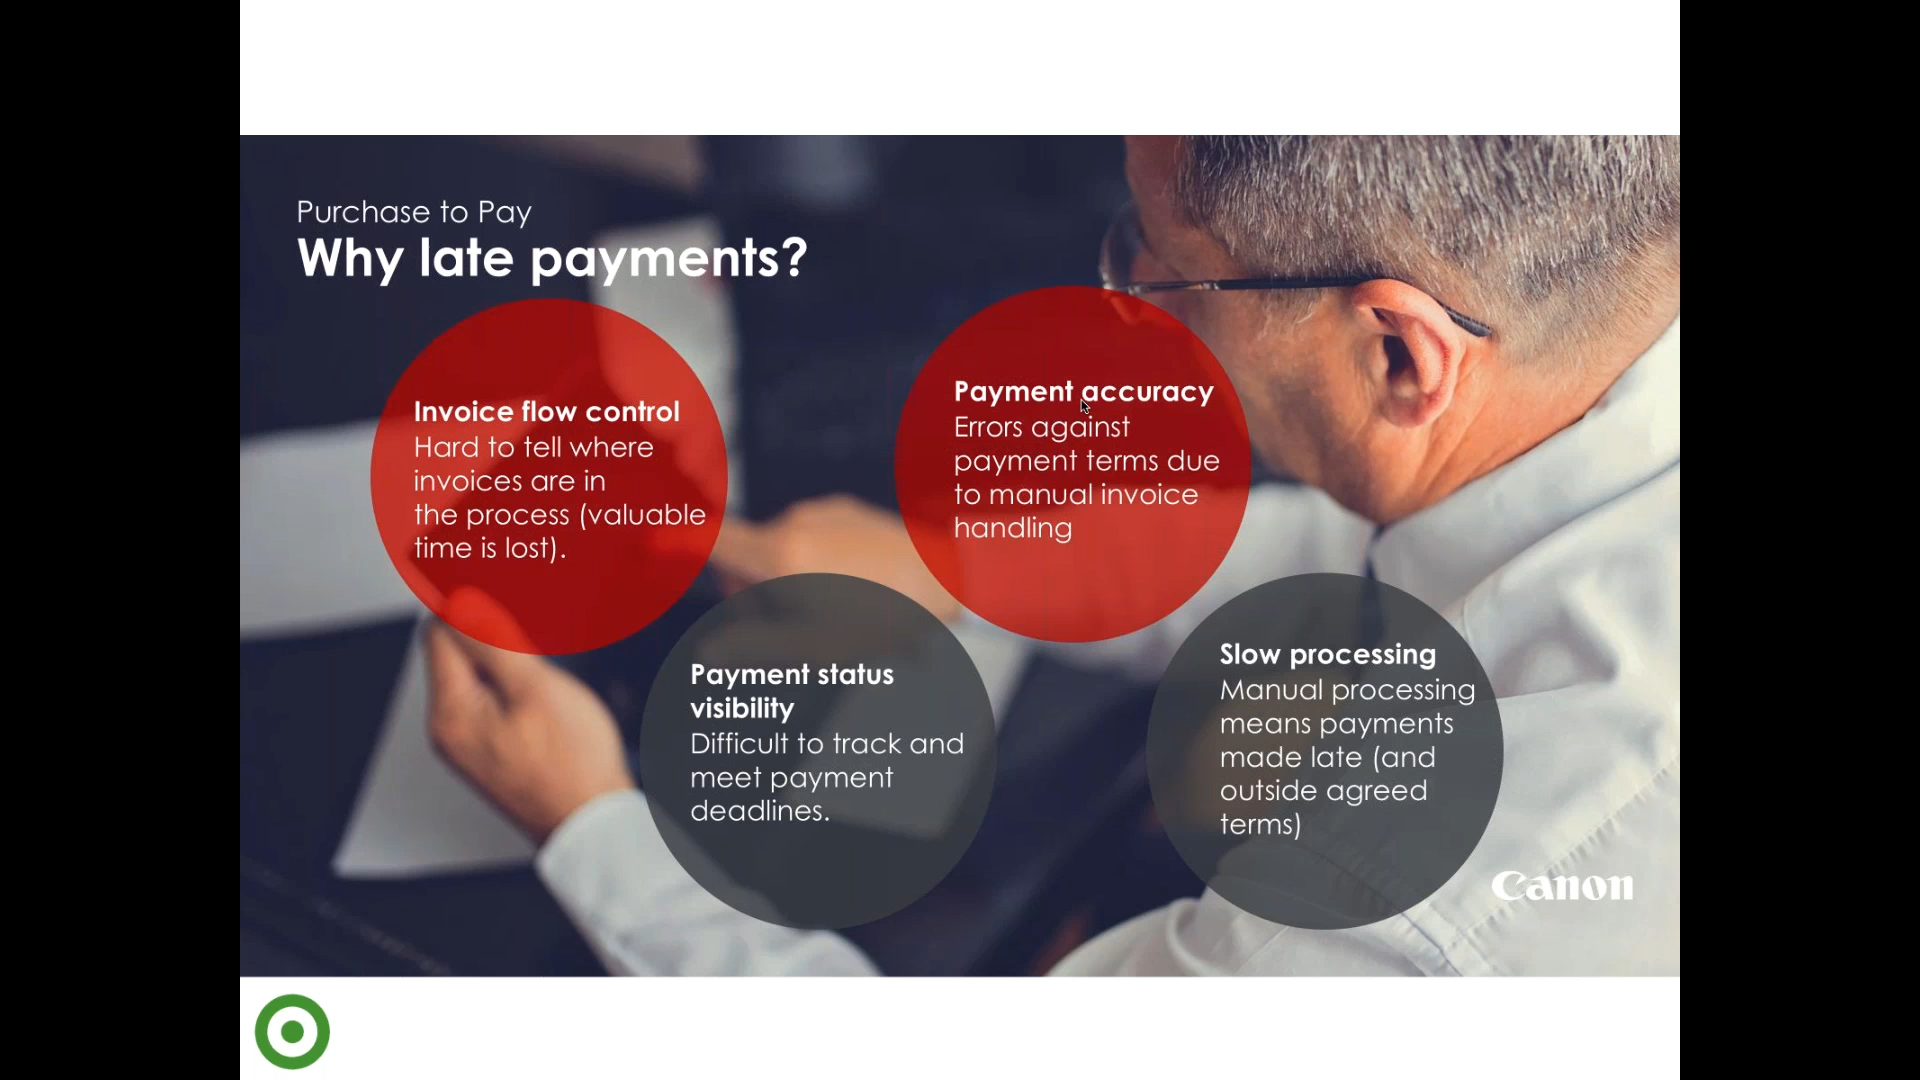 Purchase to Pay
Why late payments?
Invoice flow control
Hard to tell where
invoices are in
the process (valuable
time is lost).
Payment accuracy
Errors against
payment terms due
to manual invoice
handling
Payment status
visibility
Difficult to track and
meet payment
deadlines.
Slow processing
Manual processing
means payments
made late (and
outside agreed
terms)
Canon